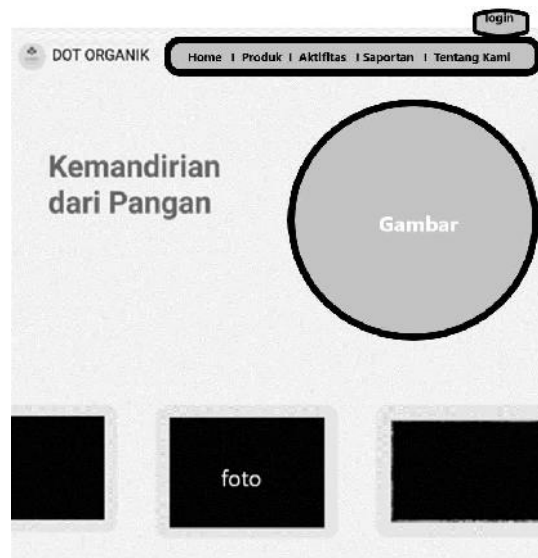 login
DOT ORGANIK
Home I Produk I Aktifitas I Saportan I Tentang Kami
Kemandirian
dari Pangan
Gambar
foto